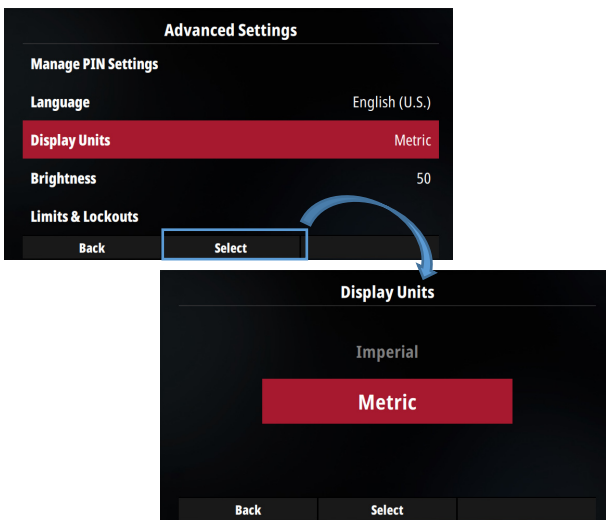 Advanced Settings
Manage PIN Settings
Language English (U.S.)
Display Units Metric
Brightness 50
Limits & Lockouts
Back Select
Display Units
Imperial
Metric
Back Select